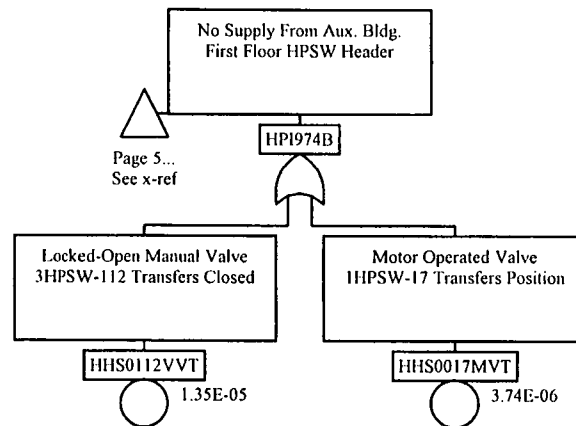 No Supply From Aux. Bldg.
First Floor HPSW Header
HPI974B
Page 5...
See x-ref
Locked-Open Manual Valve
3HPSW-112 Transfers Closed
Motor Operated Valve
1HPSW-17 Transfers Position
HHS0112VVT
1.35E-05
HHS0017MVT
3.74E-06